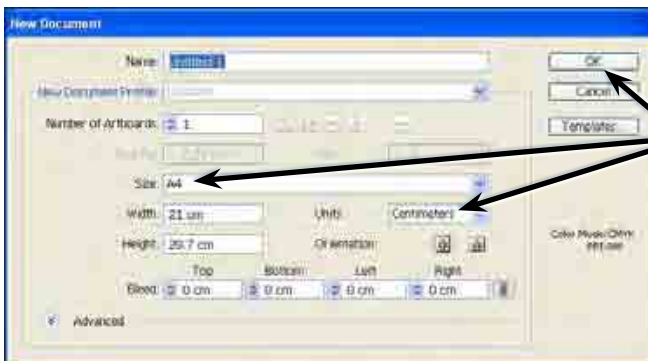 New Document
Name: Untitled-1
New Document Profile:
OK
Cancel
Number of Artboards: 1
Templates
Size: A4
Width: 21 cm
Units: Centimeters
Height: 29.7 cm
Orientation:
Color Mode:CMYK
Top Bottom Left Right
Bleed: 0 cm 0 cm 0 cm 0 cm
Advanced